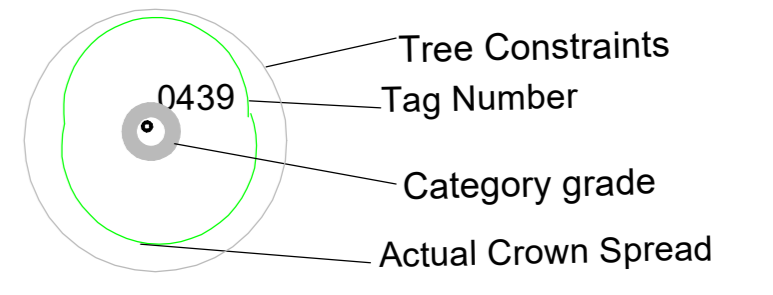 Tree Constraints
0439
Tag Number
Category grade
Actual Crown Spread